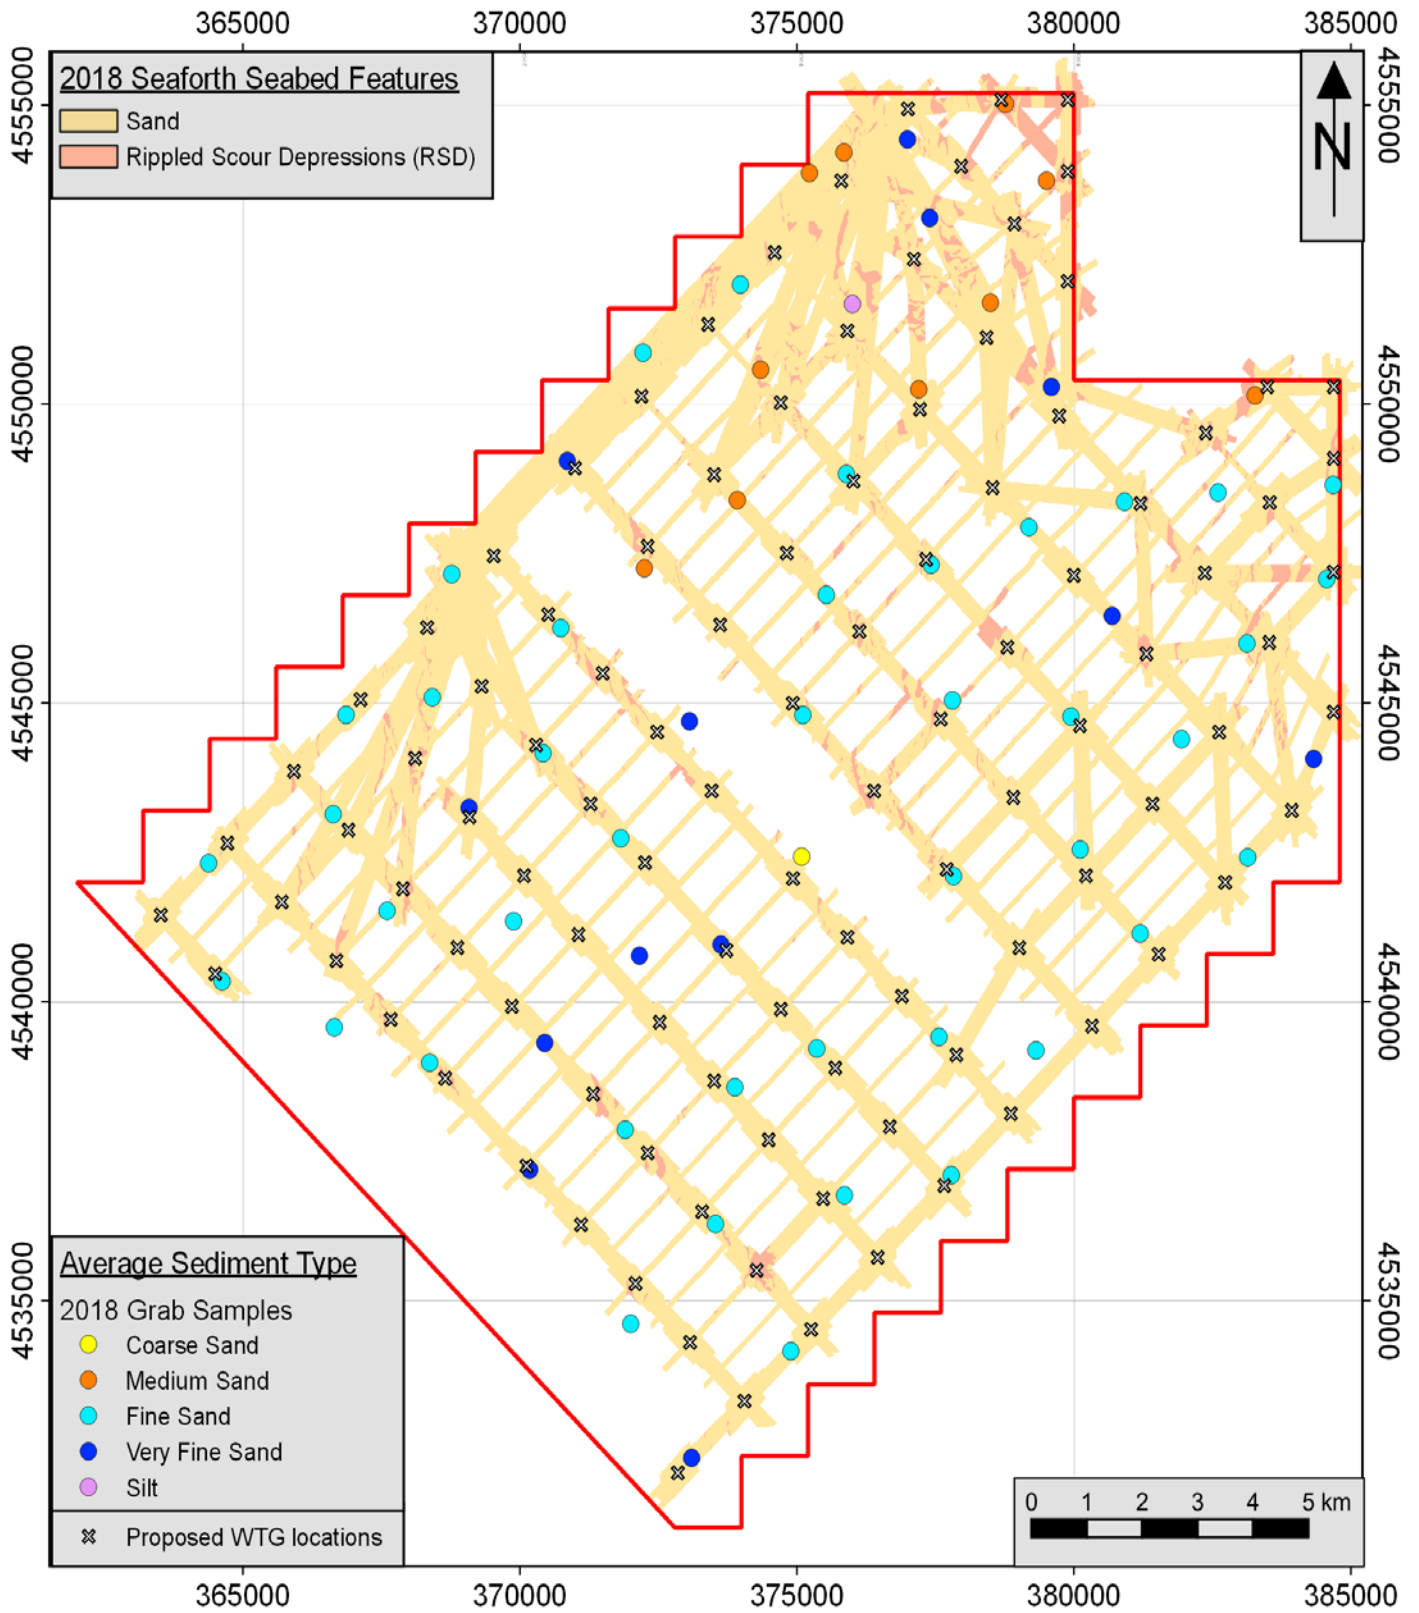 365000 370000 375000 380000 385000
2018 Seaforth Seabed Features
Sand
Rippled Scour Depressions (RSD)
N
4555000
4550000
4545000
4540000
4535000
4555000
4550000
4545000
4540000
4535000
Average Sediment Type
2018 Grab Samples
Coarse Sand
Medium Sand
Fine Sand
Very Fine Sand
Silt
Proposed WTG locations
0 1 2 3 4 5 km
365000 370000 375000 380000 385000